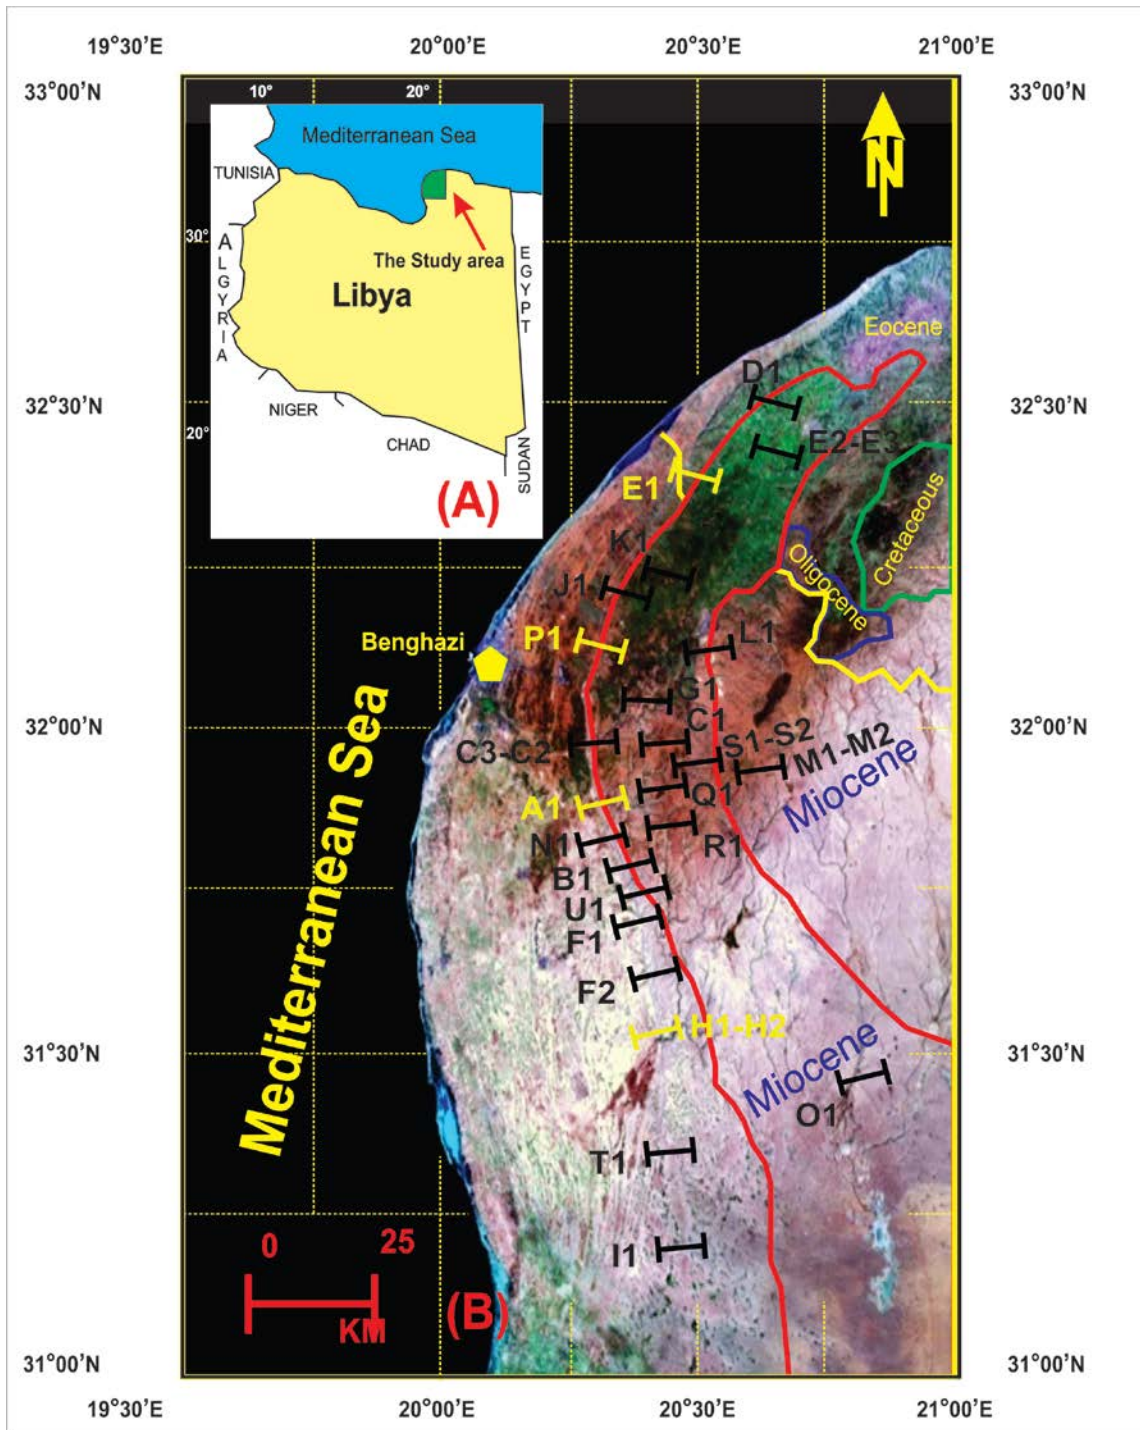 19°30’E 20°00’E 20°30’E 21°00’E
33°00’N 33°00’N
10° 20°
Mediterranean Sea
TUNISIA
N
30°
ALGYRIA
The Study area
EGYPT
Libya
NIGER
CHAD
20°
SUDAN
(A)
Eocene
D1
32°30’N 32°30’N
E2-E3
E1
Cretaceous
K1
Oligocene
J1
P1
L1
Benghazi
G1
32°00’N 32°00’N
C1
C3-C2
S1-S2
M1-M2
Miocene
Q1
A1
N1
R1
B1
U1
F1
F2
Mediterranean Sea
H1-H2
31°30’N 31°30’N
Miocene
O1
T1
I1
0 25
KM
(B)
31°00’N 31°00’N
19°30’E 20°00’E 20°30’E 21°00’E